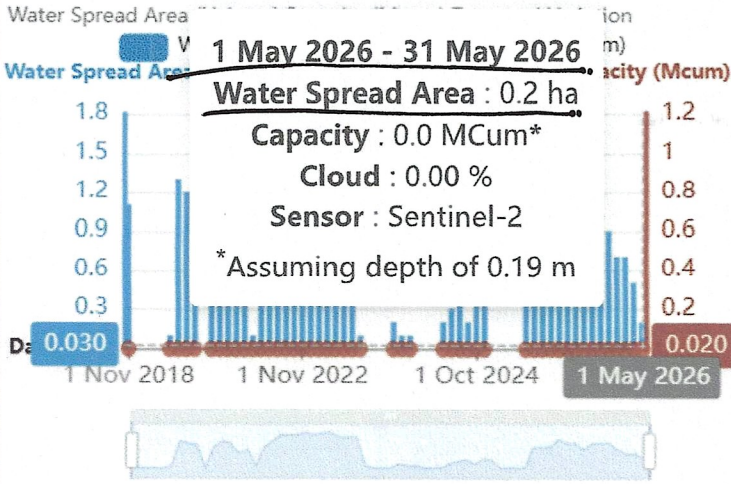 Water Spread Area
tion
W
m)
1 May 2026 - 31 May 2026
Water Spread Area : 0.2 ha
Capacity : 0.0 MCum*
Cloud : 0.00 %
Sensor : Sentinel-2
*Assuming depth of 0.19 m
Water Spread Are
acity (Mcum)
1.8
1.5
1.2
0.9
0.6
0.3
1.2
1
0.8
0.6
0.4
0.2
Da
0.030
0.020
1 Nov 2018
1 Nov 2022
1 Oct 2024
1 May 2026